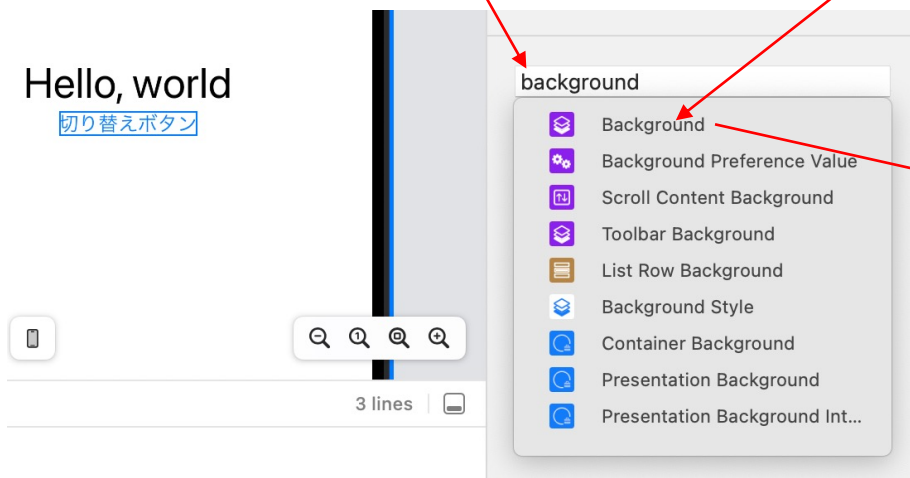 Hello, world
切り替えボタン
3 lines
background
Background
Background Preference Value
Scroll Content Background
Toolbar Background
List Row Background
Background Style
Container Background
Presentation Background
Presentation Background Int...